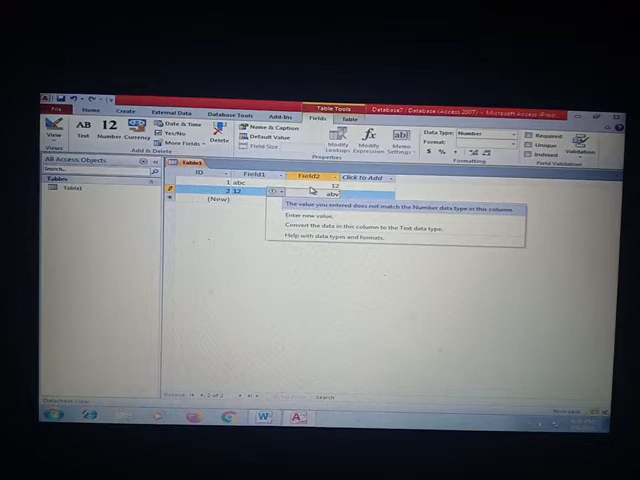 Table Tools
Database7 : Database (Access 2007) - Microsoft Access
File Home Create External Data Database Tools Add-Ins Fields Table
View
Views
AB Text
12 Number
Currency
Date & Time
Yes/No
More Fields
Add & Delete
Delete
Name & Caption
Default Value
Field Size
Modify Lookups
Modify Expression
Memo Settings
Properties
Data Type: Number
Format:
$ % ,
Formatting
Required
Unique
Indexed
Validation
Field Validation
All Access Objects
Search...
Tables
Table1
Table1
ID Field1 Field2 Click to Add
1 abc 12
2 12 abv
(New)
The value you entered does not match the Number data type in this column.
Enter new value.
Convert the data in this column to the Text data type.
Help with data types and formats.
Record: 2 of 2 Search
Datasheet View
Num Lock